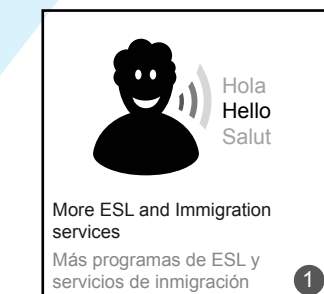 Hola
Hello
Salut
More ESL and Immigration
services
Más programas de ESL y
servicios de inmigración
1